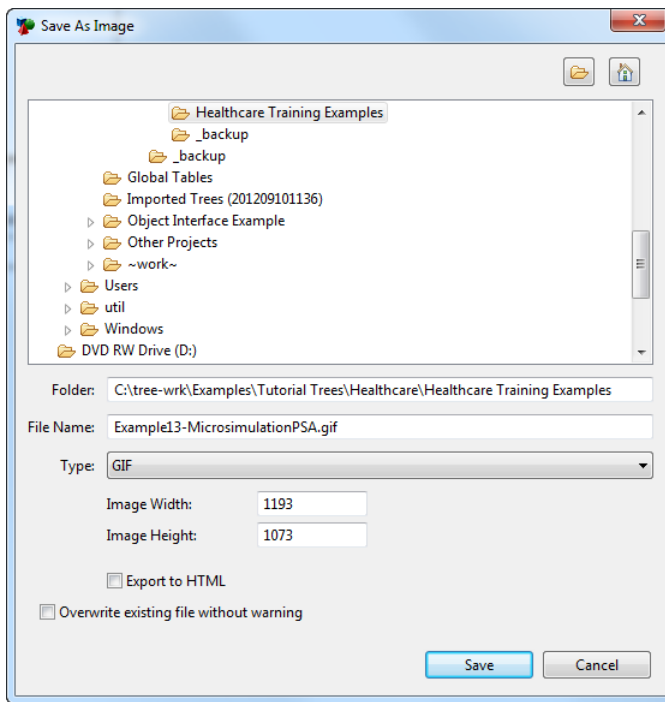 Save As Image
Healthcare Training Examples
_backup
_backup
Global Tables
Imported Trees (201209101136)
Object Interface Example
Other Projects
~work~
Users
util
Windows
DVD RW Drive (D:)
Folder: C:\tree-wrk\Examples\Tutorial Trees\Healthcare\Healthcare Training Examples
File Name: Example13-MicrosimulationPSA.gif
Type: GIF
Image Width: 1193
Image Height: 1073
Export to HTML
Overwrite existing file without warning
Save Cancel